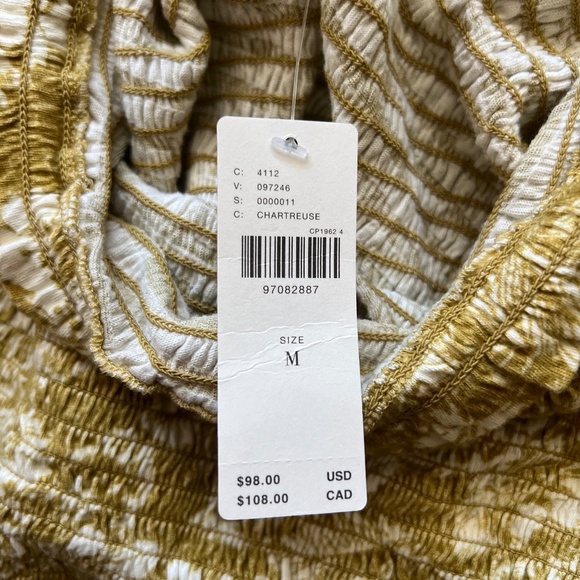 C: 4112
V: 097246
S: 0000011
C: CHARTREUSE
CP1962 4
97082887
SIZE
M
$98.00 USD
$108.00 CAD